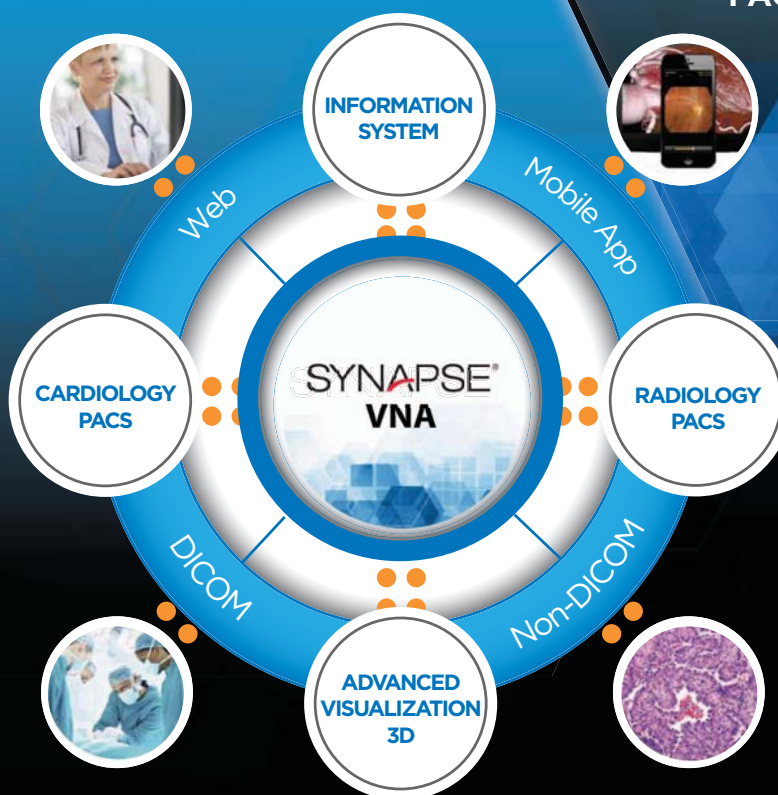 INFORMATION
SYSTEM
Web
Mobile App
CARDIOLOGY
PACS
SYNAPSE®
VNA
RADIOLOGY
PACS
DICOM
Non-DICOM
ADVANCED
VISUALIZATION
3D